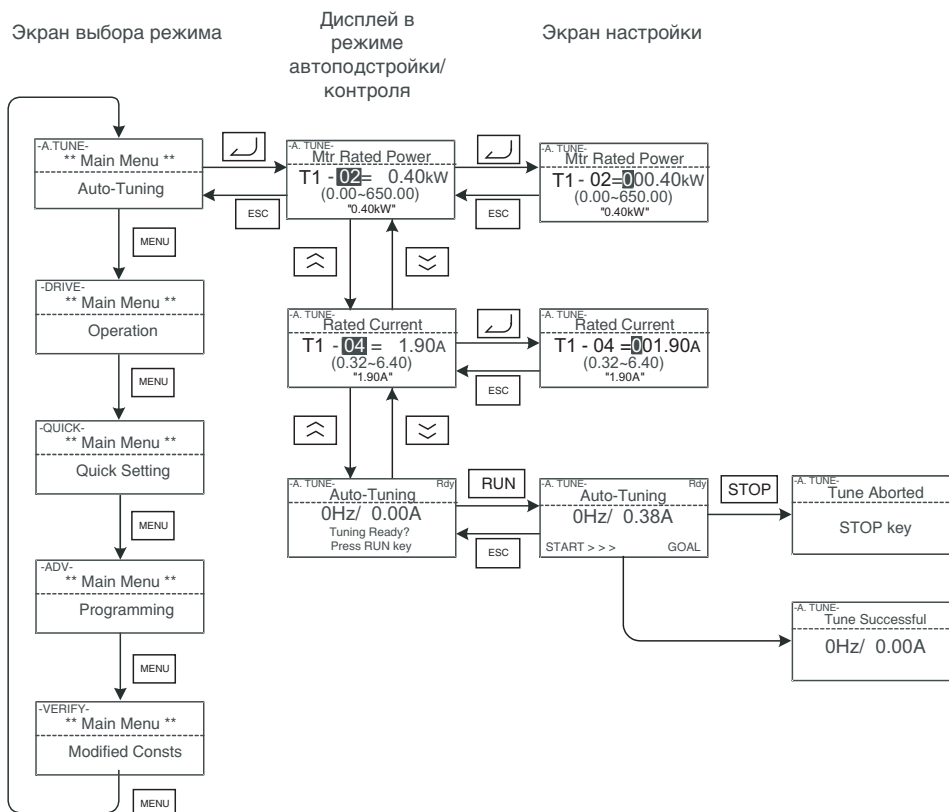 Экран выбора режима
Дисплей в
режиме
автоподстройки/
контроля
Экран настройки
-A.TUNE-
** Main Menu **
Auto-Tuning
ESC
-A. TUNE-
Mtr Rated Power
T1 - 02= 0.40kW
(0.00~650.00)
"0.40kW"
ESC
-A. TUNE-
Mtr Rated Power
T1 - 02=000.40kW
(0.00~650.00)
"0.40kW"
MENU
-DRIVE-
** Main Menu **
Operation
-A. TUNE-
Rated Current
T1 - 04 = 1.90A
(0.32~6.40)
"1.90A"
ESC
-A. TUNE-
Rated Current
T1 - 04 =001.90A
(0.32~6.40)
"1.90A"
MENU
-QUICK-
** Main Menu **
Quick Setting
-A. TUNE-
Rdy
Auto-Tuning
0Hz/ 0.00A
Tuning Ready?
Press RUN key
RUN
ESC
-A. TUNE-
Rdy
Auto-Tuning
0Hz/ 0.38A
START > > >
GOAL
STOP
-A. TUNE-
Tune Aborted
STOP key
MENU
-ADV-
** Main Menu **
Programming
-A. TUNE-
Tune Successful
0Hz/ 0.00A
MENU
-VERIFY-
** Main Menu **
Modified Consts
MENU